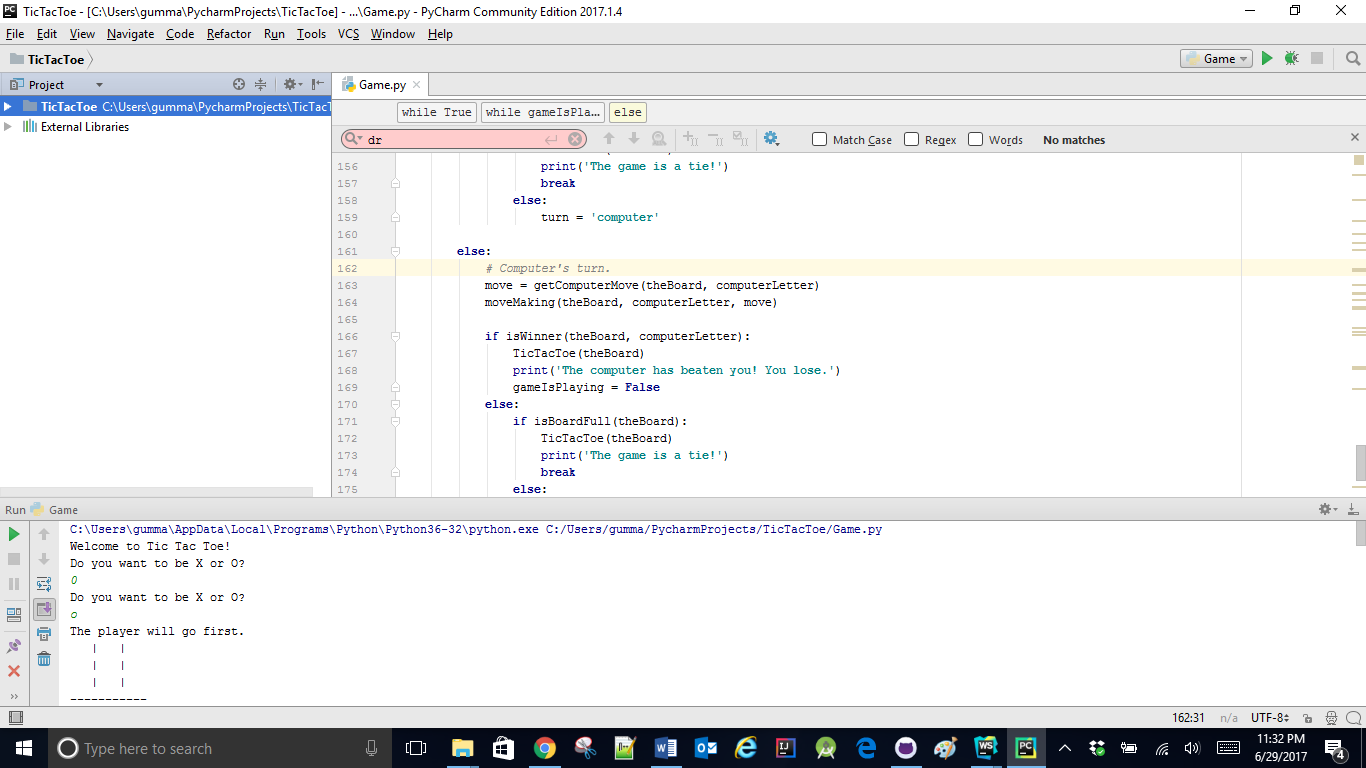 TicTacToe - [C:\Users\gumma\PycharmProjects\TicTacToe] - ...\Game.py - PyCharm Community Edition 2017.1.4
File Edit View Navigate Code Refactor Run Tools VCS Window Help
TicTacToe Game
Project Game.py
TicTacToe C:\Users\gumma\PycharmProjects\TicTacT
External Libraries
while True while gameIsPla... else
dr Match Case Regex Words No matches
156 print('The game is a tie!')
157 break
158 else:
159 turn = 'computer'
160
161 else:
162 # Computer's turn.
163 move = getComputerMove(theBoard, computerLetter)
164 moveMaking(theBoard, computerLetter, move)
165
166 if isWinner(theBoard, computerLetter):
167 TicTacToe(theBoard)
168 print('The computer has beaten you! You lose.')
169 gameIsPlaying = False
170 else:
171 if isBoardFull(theBoard):
172 TicTacToe(theBoard)
173 print('The game is a tie!')
174 break
175 else:
Run Game
C:\Users\gumma\AppData\Local\Programs\Python\Python36-32\python.exe C:/Users/gumma/PycharmProjects/TicTacToe/Game.py
Welcome to Tic Tac Toe!
Do you want to be X or O?
0
Do you want to be X or O?
o
The player will go first.
| |
| |
| |
-----------
162:31 n/a UTF-8
Type here to search
11:32 PM
6/29/2017
4